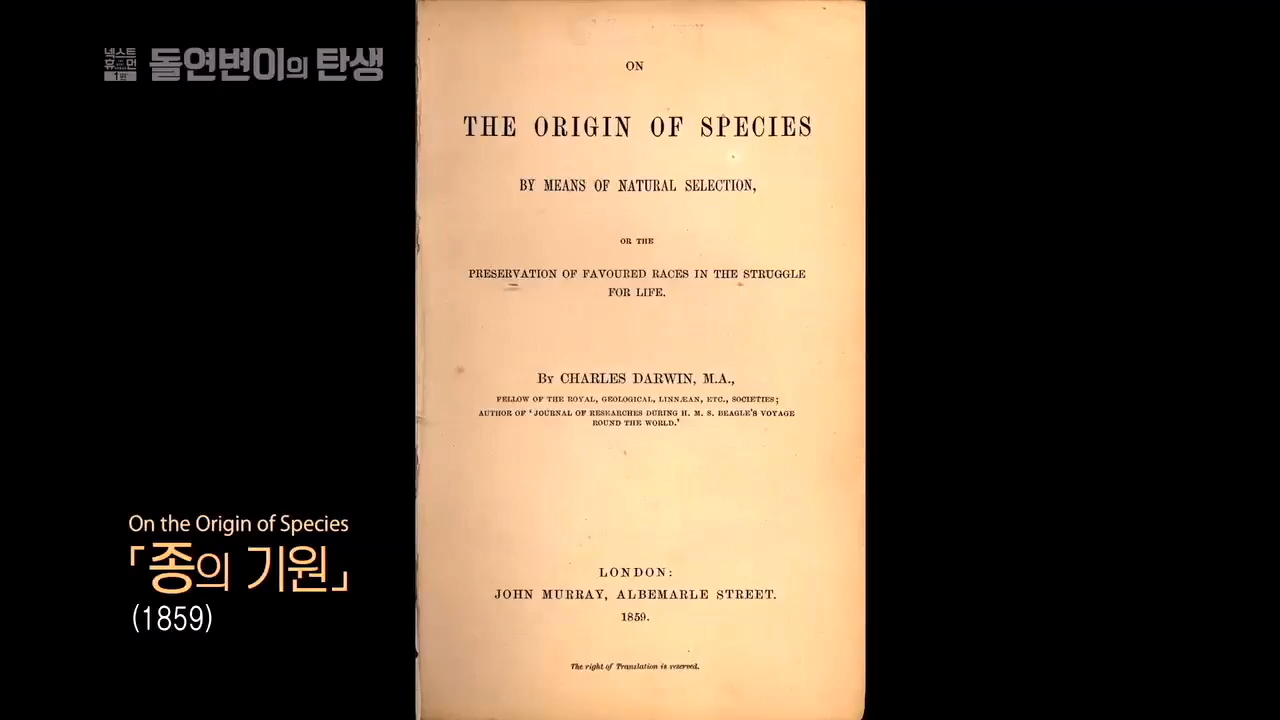 넥스트
휴먼
1편
돌연변이의 탄생
ON
THE ORIGIN OF SPECIES
BY MEANS OF NATURAL SELECTION,
OR THE
PRESERVATION OF FAVOURED RACES IN THE STRUGGLE
FOR LIFE.
BY CHARLES DARWIN, M.A.,
FELLOW OF THE ROYAL, GEOLOGICAL, LINNÆAN, ETC., SOCIETIES;
AUTHOR OF 'JOURNAL OF RESEARCHES DURING H. M. S. BEAGLE'S VOYAGE
ROUND THE WORLD.'
LONDON:
JOHN MURRAY, ALBEMARLE STREET.
1859.
The right of Translation is reserved.
On the Origin of Species
「종의 기원」
(1859)